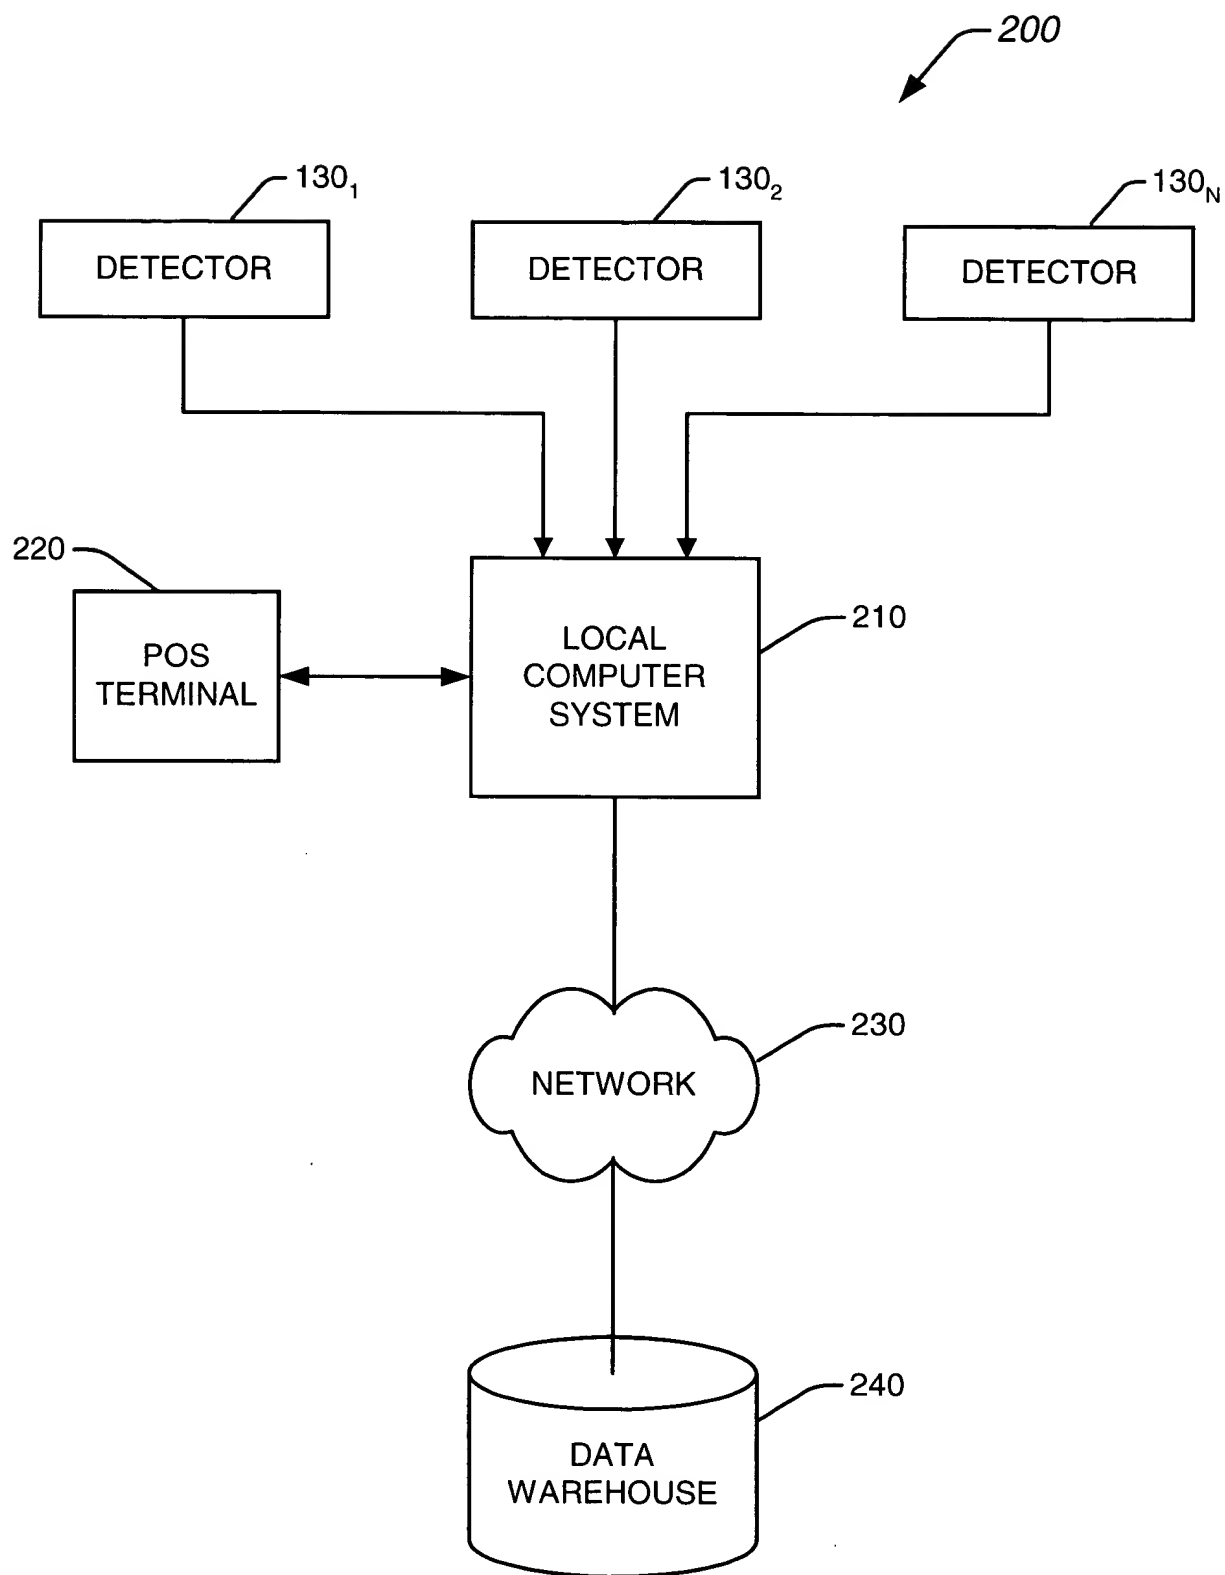 200
130₁
130₂
130N
DETECTOR
DETECTOR
DETECTOR
220
POS
TERMINAL
LOCAL
COMPUTER
SYSTEM
210
230
NETWORK
240
DATA
WAREHOUSE